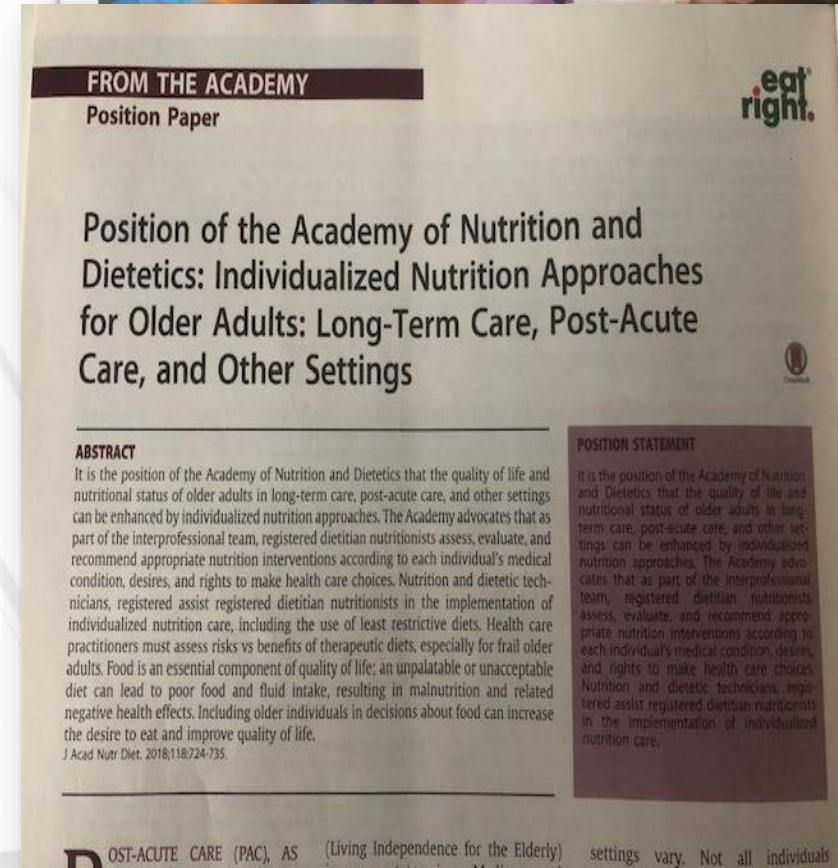 FROM THE ACADEMY
Position Paper
eat
right.
Position of the Academy of Nutrition and
Dietetics: Individualized Nutrition Approaches
for Older Adults: Long-Term Care, Post-Acute
Care, and Other Settings
ABSTRACT
It is the position of the Academy of Nutrition and Dietetics that the quality of life and
nutritional status of older adults in long-term care, post-acute care, and other settings
can be enhanced by individualized nutrition approaches. The Academy advocates that as
part of the interprofessional team, registered dietitian nutritionists assess, evaluate, and
recommend appropriate nutrition interventions according to each individual's medical
condition, desires, and rights to make health care choices. Nutrition and dietetic tech-
nicians, registered assist registered dietitian nutritionists in the implementation of
individualized nutrition care, including the use of least restrictive diets. Health care
practitioners must assess risks vs benefits of therapeutic diets, especially for frail older
adults. Food is an essential component of quality of life; an unpalatable or unacceptable
diet can lead to poor food and fluid intake, resulting in malnutrition and related
negative health effects. Including older individuals in decisions about food can increase
the desire to eat and improve quality of life.
J Acad Nutr Diet. 2018;118:724-735.
POSITION STATEMENT
It is the position of the Academy of Nutrition
and Dietetics that the quality of life and
nutritional status of older adults in long-
term care, post-acute care, and other set-
tings can be enhanced by individualized
nutrition approaches. The Academy advo-
cates that as part of the interprofessional
team, registered dietitian nutritionists
assess, evaluate, and recommend appro-
priate nutrition interventions according to
each individual's medical condition, desires,
and rights to make health care choices.
Nutrition and dietetic technicians, regis-
tered assist registered dietitian nutritionists
in the implementation of individualized
nutrition care.
POST-ACUTE CARE (PAC), AS
(Living Independence for the Elderly)
settings vary. Not all individuals